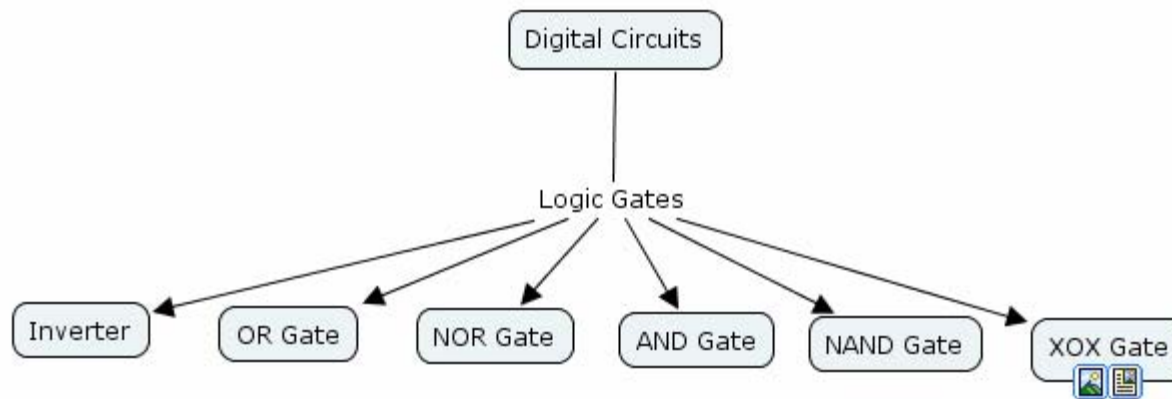 Digital Circuits
Logic Gates
Inverter
OR Gate
NOR Gate
AND Gate
NAND Gate
XOX Gate